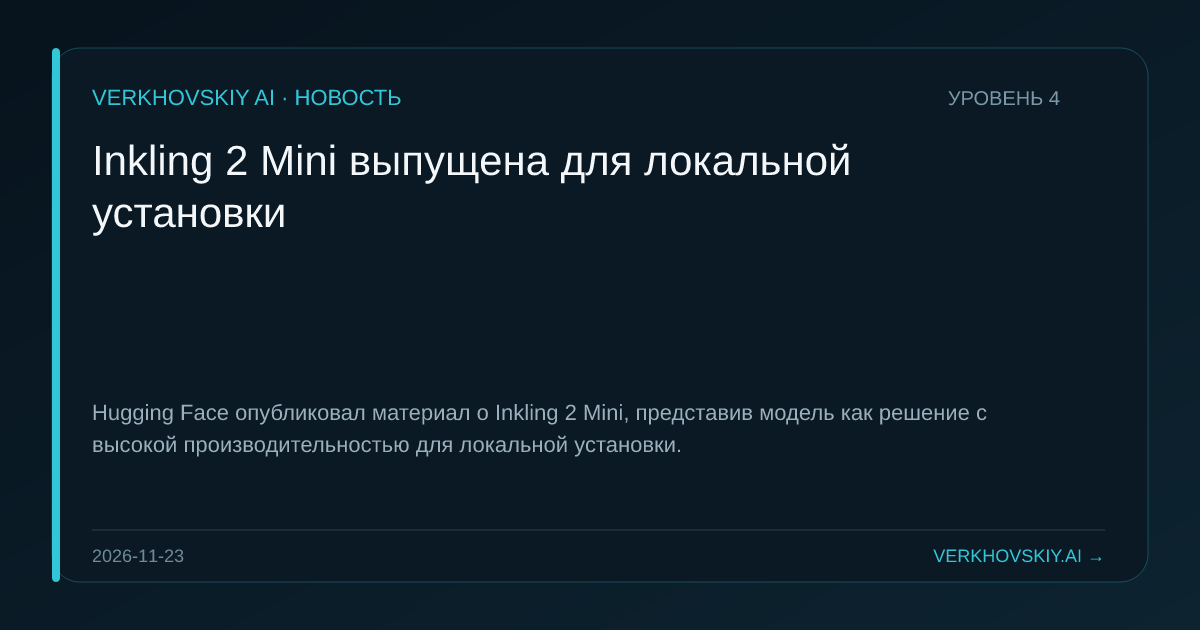 VERKHOVSKIY AI · НОВОСТЬ
УРОВЕНЬ 4
Inkling 2 Mini выпущена для локальной
установки
Hugging Face опубликовал материал о Inkling 2 Mini, представив модель как решение с
высокой производительностью для локальной установки.
2026-11-23
VERKHOVSKIY.AI →